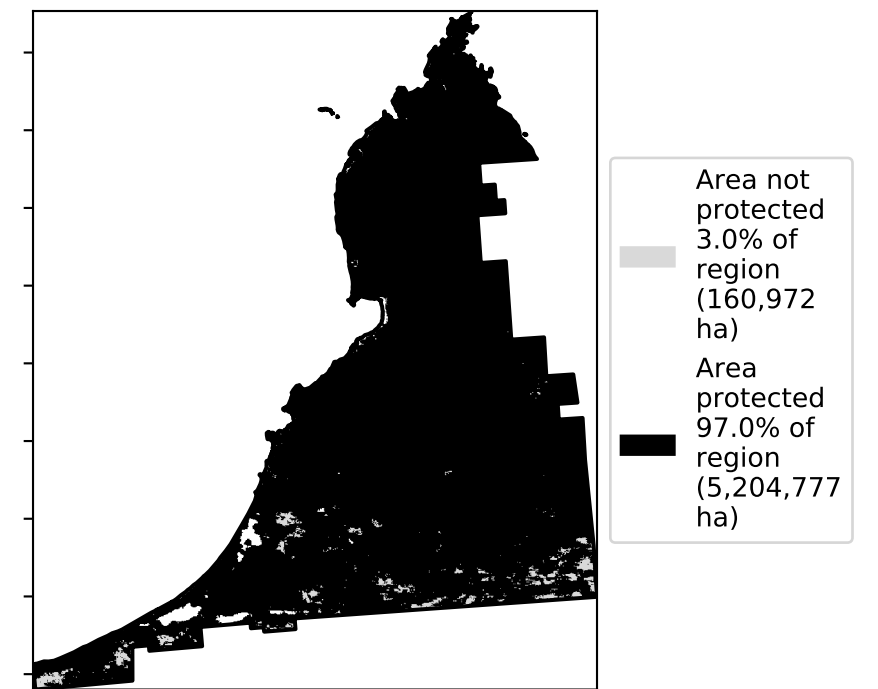 Area not
protected
3.0% of
region
(160,972
ha)
Area
protected
97.0% of
region
(5,204,777
ha)